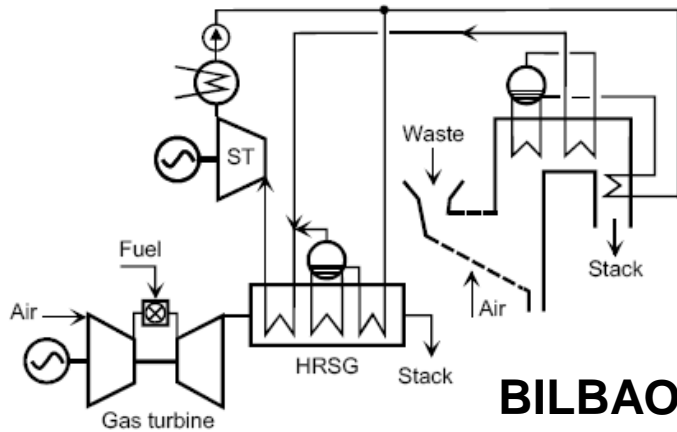 Waste
ST
Fuel
Air
Air
Stack
HRSG
Stack
Gas turbine
BILBAO